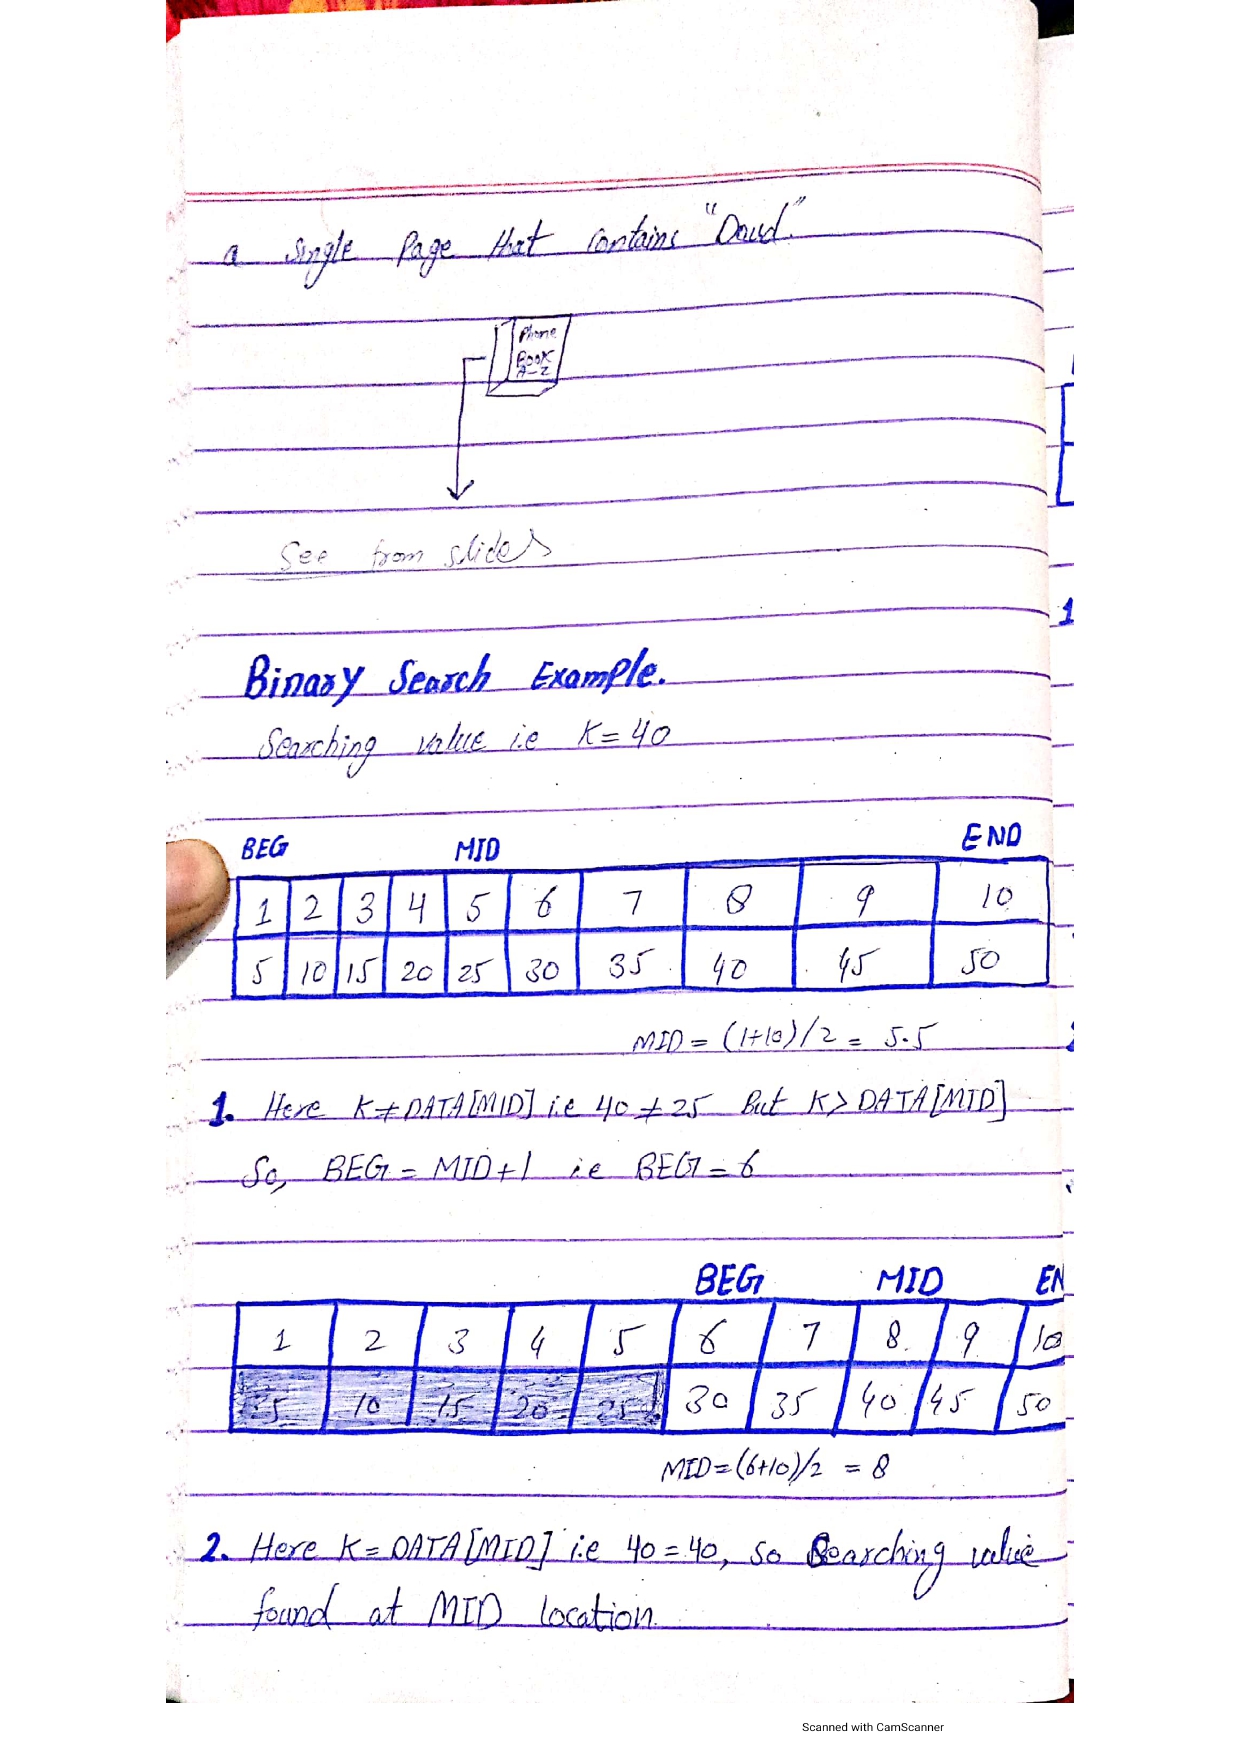 a single Page that contains "Daud."
Phone
BOOK
A-Z
See from slides
Binary Search Example.
Searching value i.e K=40
BEG MID END
1 2 3 4 5 6 7 8 9 10
5 10 15 20 25 30 35 40 45 50
MID = (1+10)/2 = 5.5
1. Here K≠DATA[MID] i.e 40≠25 But K>DATA[MID]
So, BEG = MID+1 i.e BEG = 6
BEG MID EN
1 2 3 4 5 6 7 8 9 10
5 10 15 20 25 30 35 40 45 50
MID=(6+10)/2 = 8
2. Here K= DATA[MID] i.e 40=40, so Searching value
found at MID location.
1
Scanned with CamScanner